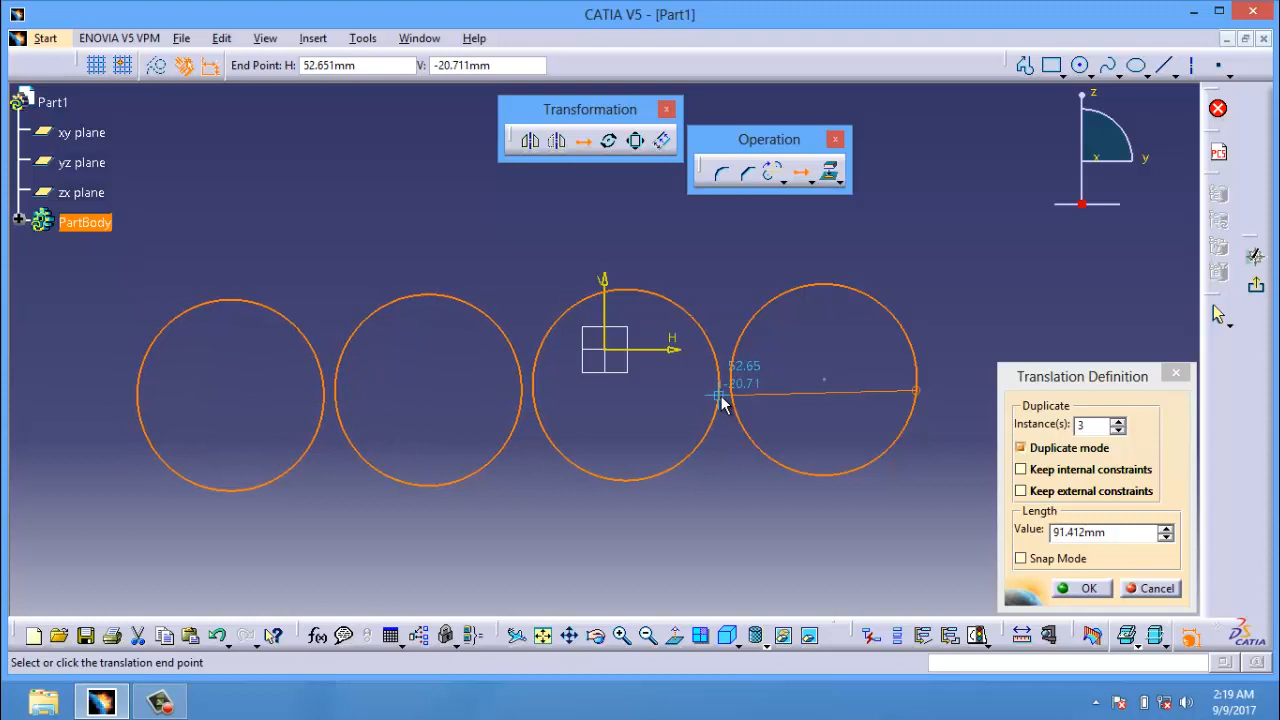 CATIA V5 - [Part1]
Start ENOVIA V5 VPM File Edit View Insert Tools Window Help
End Point: H: 52.651mm V: -20.711mm
Part1
xy plane
yz plane
zx plane
PartBody
Transformation
Operation
z
x
y
PCS
V
H
52.65
-20.71
Translation Definition
Duplicate
Instance(s): 3
Duplicate mode
Keep internal constraints
Keep external constraints
Length
Value: 91.412mm
Snap Mode
OK Cancel
f(x)
CATIA
Select or click the translation end point
2:19 AM
9/9/2017